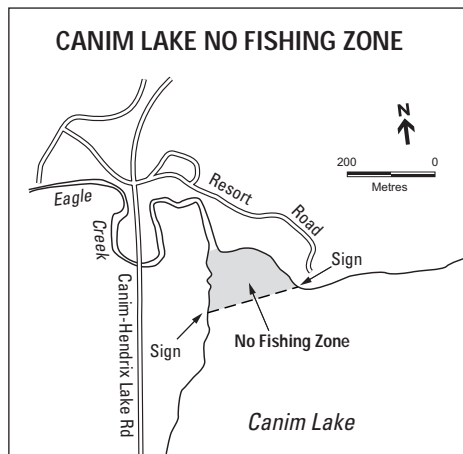 CANIM LAKE NO FISHING ZONE
N
200 0
Metres
Eagle
Creek
Resort
Road
Canim-Hendrix Lake Rd
Sign
Sign
No Fishing Zone
Canim Lake